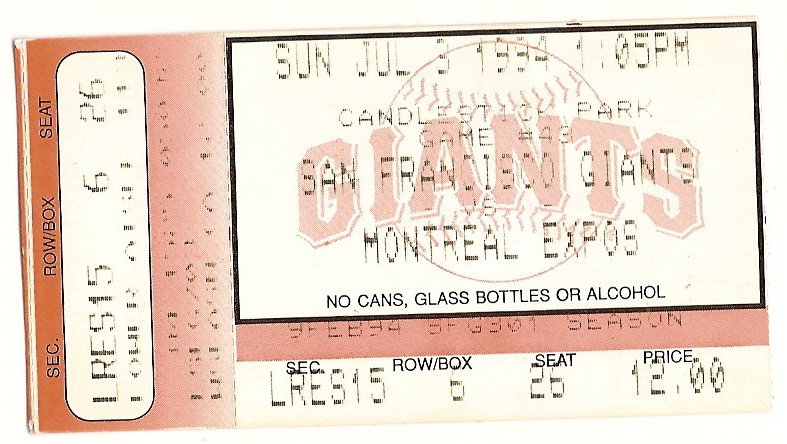 SEC. ROW/BOX SEAT
LRES15 5 26
SUN JUL 3 1994 1:05PM
CANDLESTICK PARK
GIANTS
SAN FRANCISCO GIANTS
VS
MONTREAL EXPOS
NO CANS, GLASS BOTTLES OR ALCOHOL
SEASON
SEC. ROW/BOX SEAT PRICE
LRES15 5 26 12.00